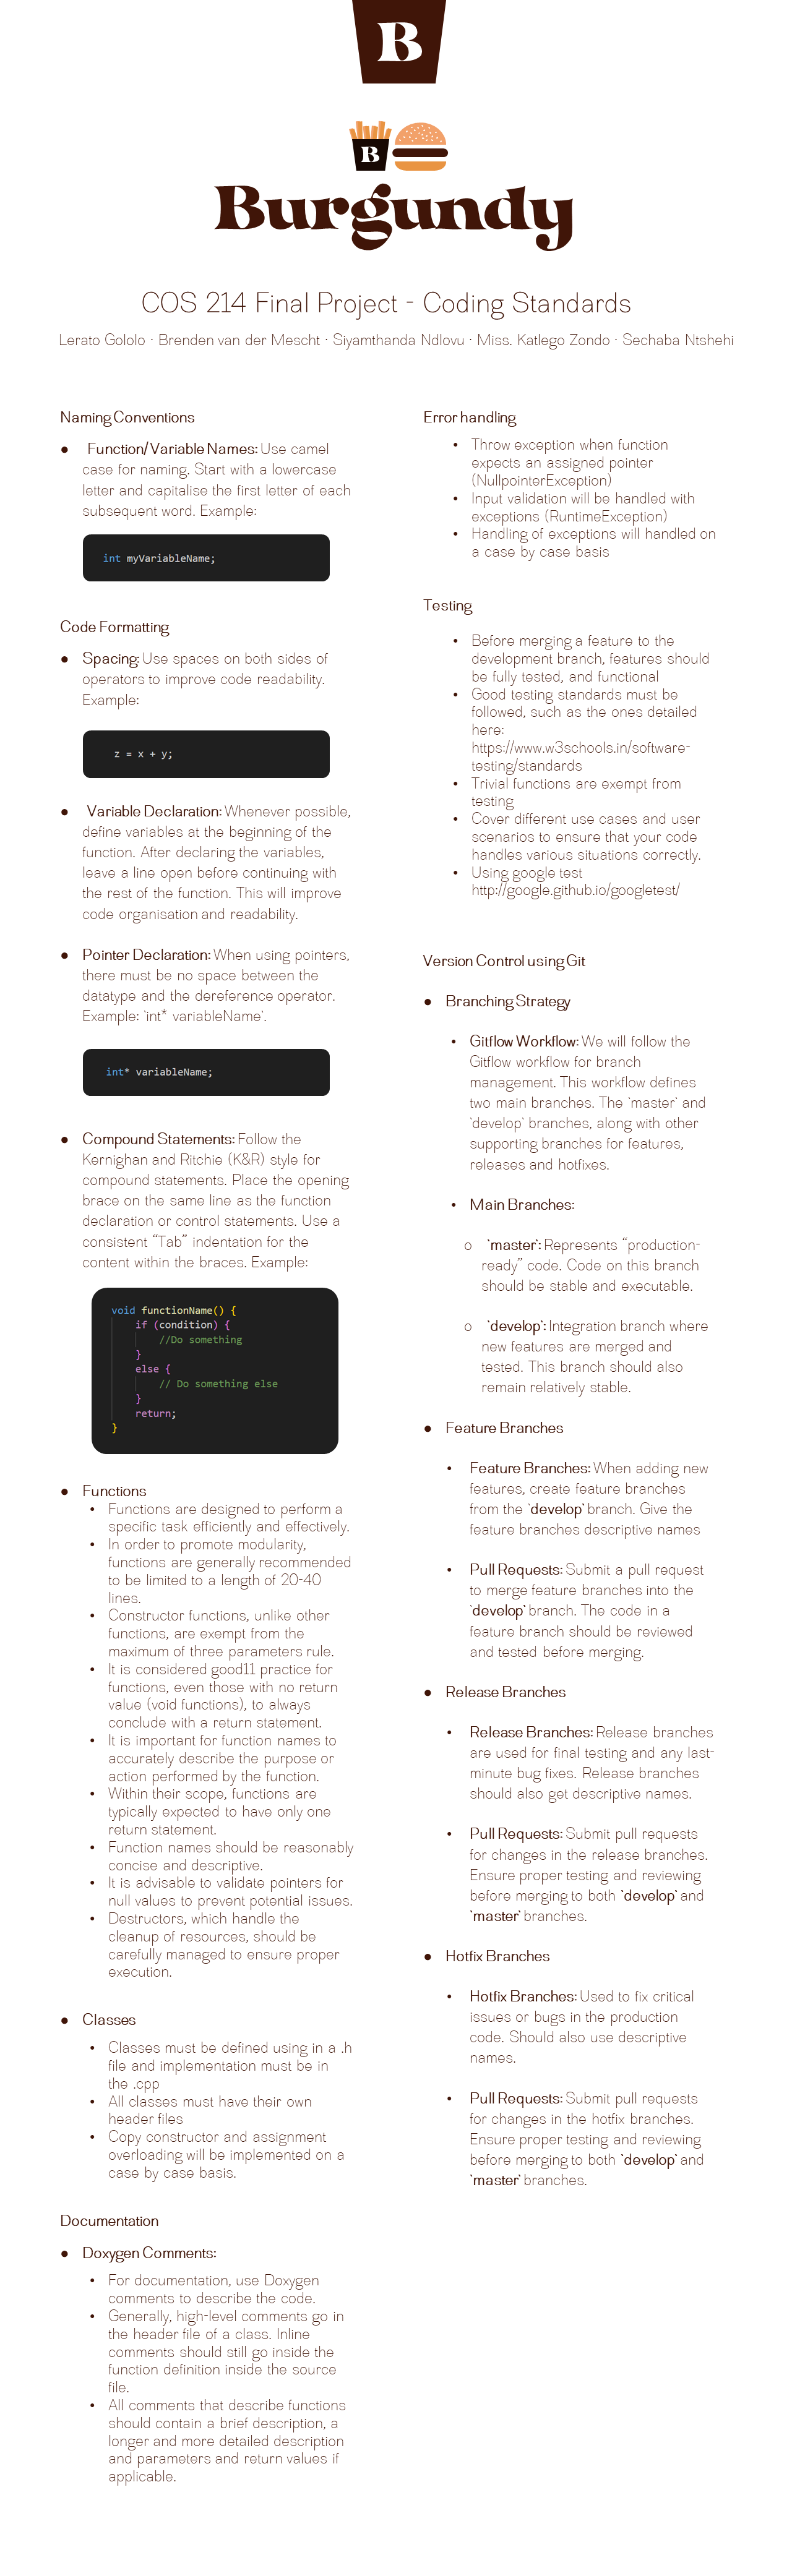 B
B
Burgundy
COS 214 Final Project - Coding Standards
Lerato Gololo · Brenden van der Mescht · Siyamthanda Ndlovu · Miss. Katlego Zondo · Sechaba Ntshehi
Naming Conventions
● Function/Variable Names: Use camel
case for naming. Start with a lowercase
letter and capitalise the first letter of each
subsequent word. Example:
int myVariableName;
Code Formatting
● Spacing: Use spaces on both sides of
operators to improve code readability.
Example:
z = x + y;
● Variable Declaration: Whenever possible,
define variables at the beginning of the
function. After declaring the variables,
leave a line open before continuing with
the rest of the function. This will improve
code organisation and readability.
● Pointer Declaration: When using pointers,
there must be no space between the
datatype and the dereference operator.
Example: `int* variableName`.
int* variableName;
● Compound Statements: Follow the
Kernighan and Ritchie (K&R) style for
compound statements. Place the opening
brace on the same line as the function
declaration or control statements. Use a
consistent “Tab” indentation for the
content within the braces. Example:
void functionName() {
if (condition) {
//Do something
}
else {
// Do something else
}
return;
}
● Functions
• Functions are designed to perform a
specific task efficiently and effectively.
• In order to promote modularity,
functions are generally recommended
to be limited to a length of 20-40
lines.
• Constructor functions, unlike other
functions, are exempt from the
maximum of three parameters rule.
• It is considered good11 practice for
functions, even those with no return
value (void functions), to always
conclude with a return statement.
• It is important for function names to
accurately describe the purpose or
action performed by the function.
• Within their scope, functions are
typically expected to have only one
return statement.
• Function names should be reasonably
concise and descriptive.
• It is advisable to validate pointers for
null values to prevent potential issues.
• Destructors, which handle the
cleanup of resources, should be
carefully managed to ensure proper
execution.
● Classes
• Classes must be defined using in a .h
file and implementation must be in
the .cpp
• All classes must have their own
header files
• Copy constructor and assignment
overloading will be implemented on a
case by case basis.
Documentation
● Doxygen Comments:
• For documentation, use Doxygen
comments to describe the code.
• Generally, high-level comments go in
the header file of a class. Inline
comments should still go inside the
function definition inside the source
file.
• All comments that describe functions
should contain a brief description, a
longer and more detailed description
and parameters and return values if
applicable.
Error handling
• Throw exception when function
expects an assigned pointer
(NullpointerException)
• Input validation will be handled with
exceptions (RuntimeException)
• Handling of exceptions will handled on
a case by case basis
Testing
• Before merging a feature to the
development branch, features should
be fully tested, and functional
• Good testing standards must be
followed, such as the ones detailed
here:
https://www.w3schools.in/software-
testing/standards
• Trivial functions are exempt from
testing
• Cover different use cases and user
scenarios to ensure that your code
handles various situations correctly.
• Using google test
http://google.github.io/googletest/
Version Control using Git
● Branching Strategy
• Gitflow Workflow: We will follow the
Gitflow workflow for branch
management. This workflow defines
two main branches. The `master` and
`develop` branches, along with other
supporting branches for features,
releases and hotfixes.
• Main Branches:
o `master`: Represents “production-
ready” code. Code on this branch
should be stable and executable.
o `develop`: Integration branch where
new features are merged and
tested. This branch should also
remain relatively stable.
● Feature Branches
• Feature Branches: When adding new
features, create feature branches
from the `develop` branch. Give the
feature branches descriptive names
• Pull Requests: Submit a pull request
to merge feature branches into the
`develop` branch. The code in a
feature branch should be reviewed
and tested before merging.
● Release Branches
• Release Branches: Release branches
are used for final testing and any last-
minute bug fixes. Release branches
should also get descriptive names.
• Pull Requests: Submit pull requests
for changes in the release branches.
Ensure proper testing and reviewing
before merging to both `develop` and
`master` branches.
● Hotfix Branches
• Hotfix Branches: Used to fix critical
issues or bugs in the production
code. Should also use descriptive
names.
• Pull Requests: Submit pull requests
for changes in the hotfix branches.
Ensure proper testing and reviewing
before merging to both `develop` and
`master` branches.